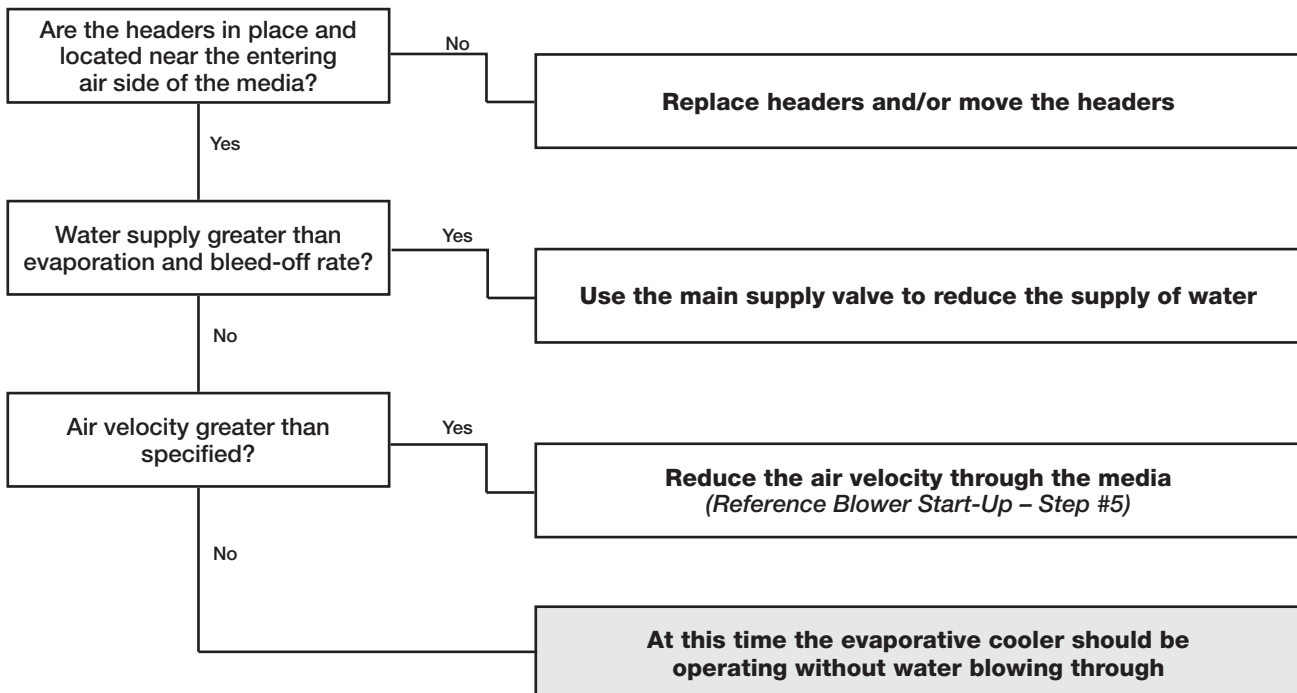 Are the headers in place and
located near the entering
air side of the media?
No
Replace headers and/or move the headers
Yes
Water supply greater than
evaporation and bleed-off rate?
Yes
Use the main supply valve to reduce the supply of water
No
Air velocity greater than
specified?
Yes
Reduce the air velocity through the media
(Reference Blower Start-Up – Step #5)
No
At this time the evaporative cooler should be
operating without water blowing through